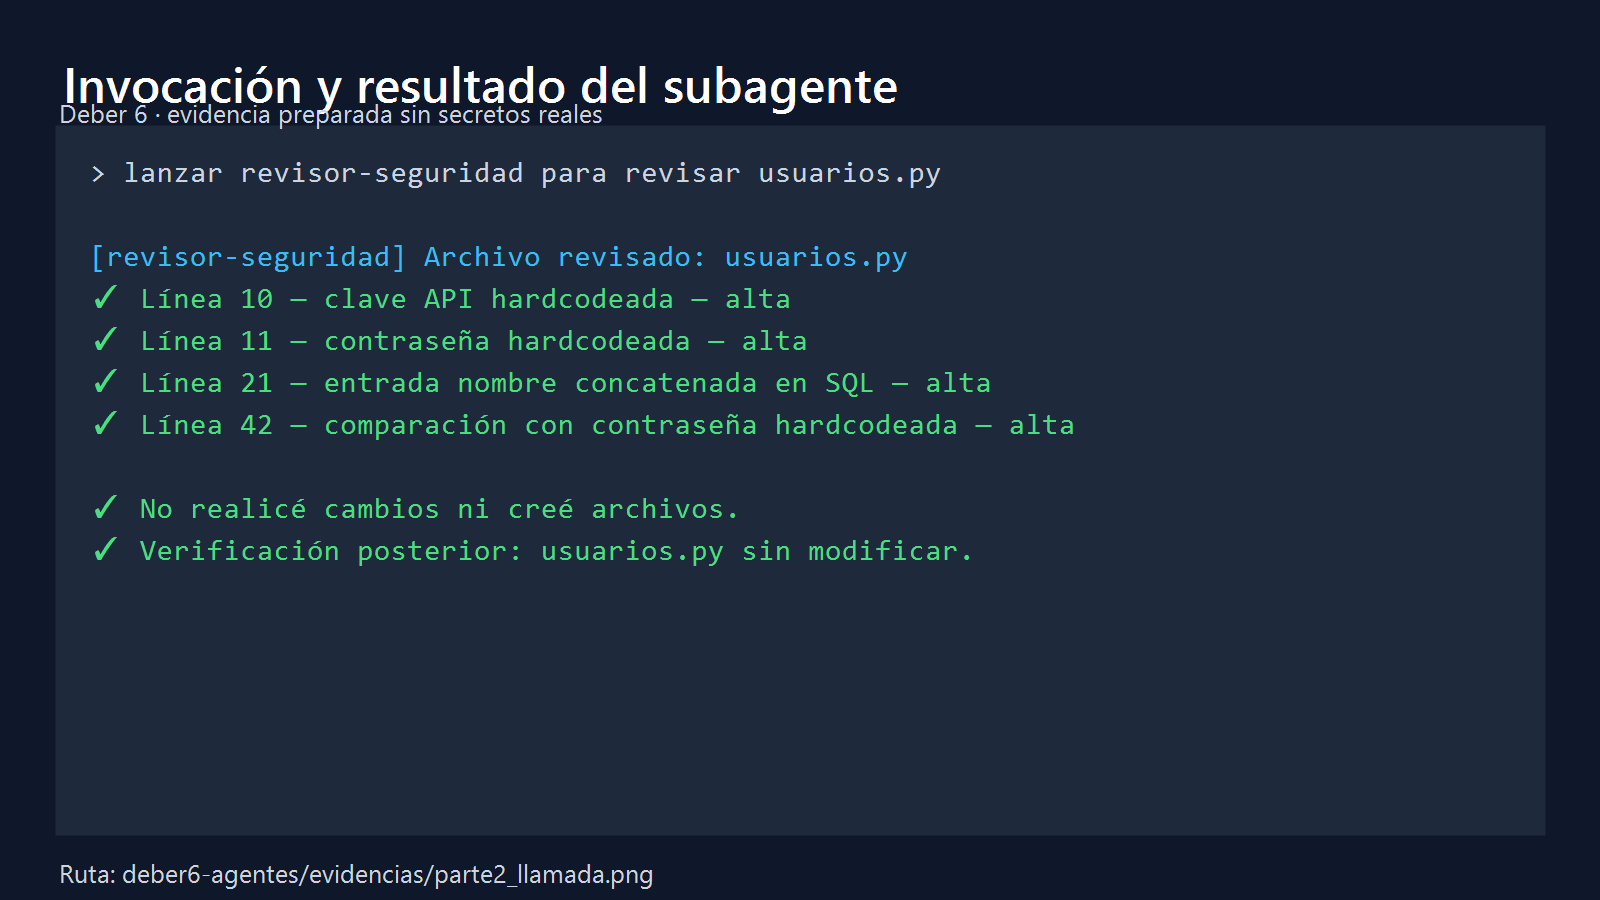 Invocación y resultado del subagente
Deber 6 · evidencia preparada sin secretos reales
> lanzar revisor-seguridad para revisar usuarios.py
[revisor-seguridad] Archivo revisado: usuarios.py
✓ Línea 10 — clave API hardcodeada — alta
✓ Línea 11 — contraseña hardcodeada — alta
✓ Línea 21 — entrada nombre concatenada en SQL — alta
✓ Línea 42 — comparación con contraseña hardcodeada — alta
✓ No realicé cambios ni creé archivos.
✓ Verificación posterior: usuarios.py sin modificar.
Ruta: deber6-agentes/evidencias/parte2_llamada.png